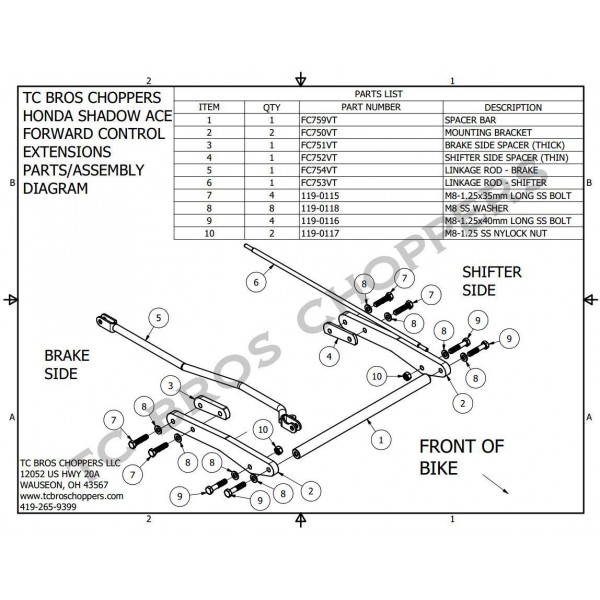 2
1
TC BROS CHOPPERS
HONDA SHADOW ACE
FORWARD CONTROL
EXTENSIONS
PARTS/ASSEMBLY
DIAGRAM
PARTS LIST
ITEM QTY PART NUMBER DESCRIPTION
1 1 FC759VT SPACER BAR
2 2 FC750VT MOUNTING BRACKET
3 1 FC751VT BRAKE SIDE SPACER (THICK)
4 1 FC752VT SHIFTER SIDE SPACER (THIN)
5 1 FC754VT LINKAGE ROD - BRAKE
6 1 FC753VT LINKAGE ROD - SHIFTER
7 4 119-0115 M8-1.25x35mm LONG SS BOLT
8 8 119-0118 M8 SS WASHER
9 4 119-0116 M8-1.25x40mm LONG SS BOLT
10 2 119-0117 M8-1.25 SS NYLOCK NUT
B
B
TC BROS CHOPPERS
SHIFTER
SIDE
6
8
7
7
8
8
9
9
5
4
10
8
2
BRAKE
SIDE
3
A
A
7
8
10
1
7
8
8
9
9
8
2
FRONT OF
BIKE
TC BROS CHOPPERS LLC
12052 US HWY 20A
WAUSEON, OH 43567
www.tcbroschoppers.com
419-265-9399
2
1